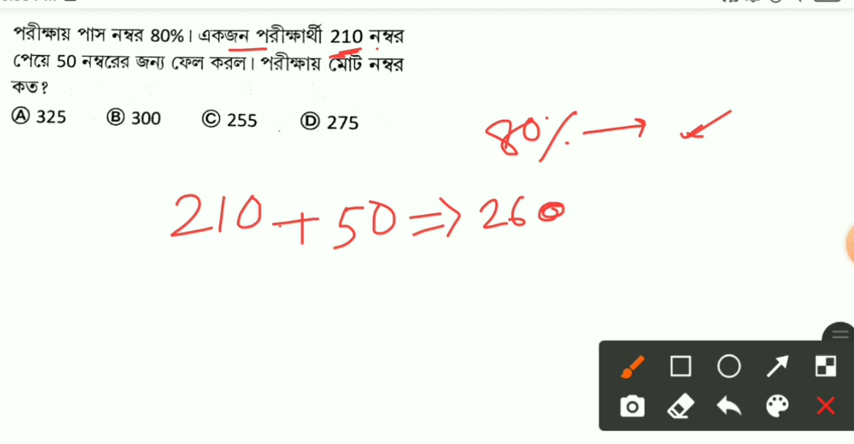 পরীক্ষায় পাস নম্বর 80%। একজন পরীক্ষার্থী 210 নম্বর
পেয়ে 50 নম্বরের জন্য ফেল করল। পরীক্ষায় মোট নম্বর
কত?
Ⓐ 325 Ⓑ 300 Ⓒ 255 Ⓓ 275
80% → ✓
210 + 50 ⇒ 260